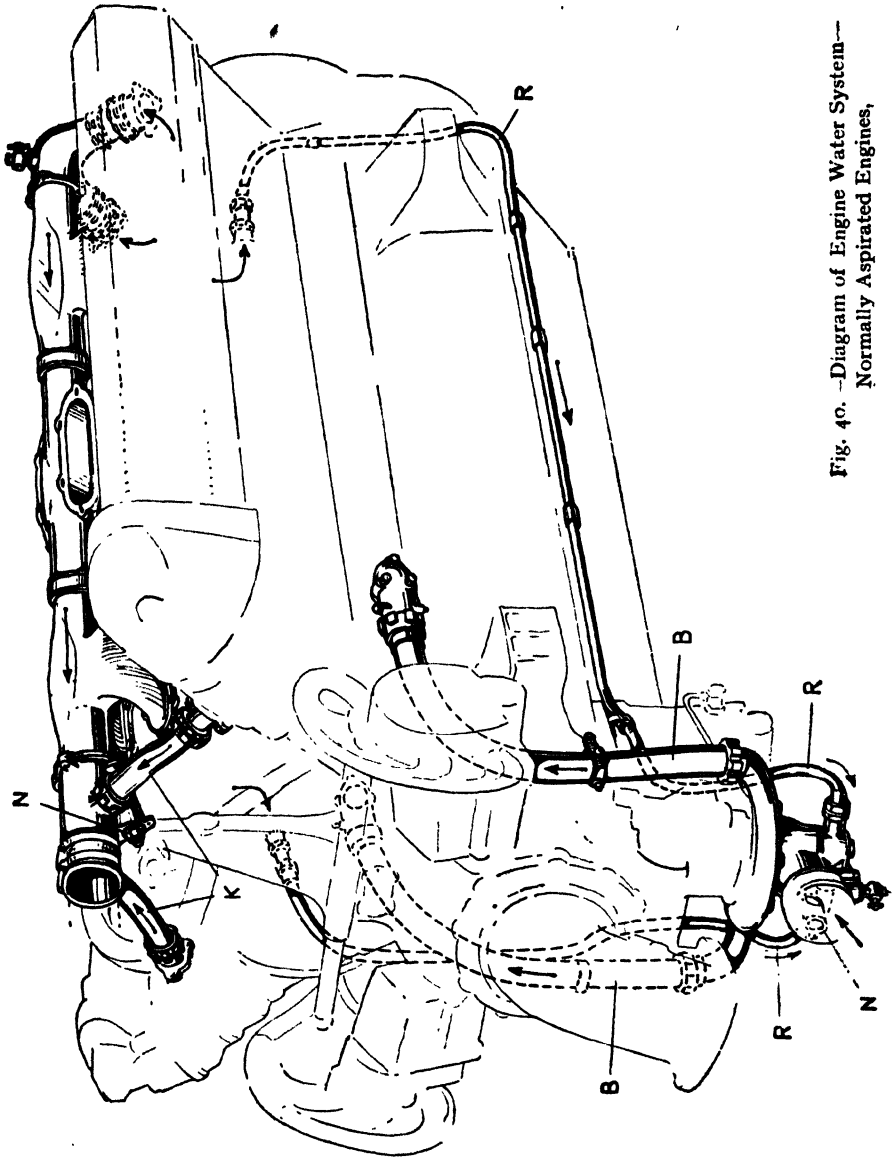 R
N
K
B
R
B
R
N
Fig. 40. -Diagram of Engine Water System—
Normally Aspirated Engines,